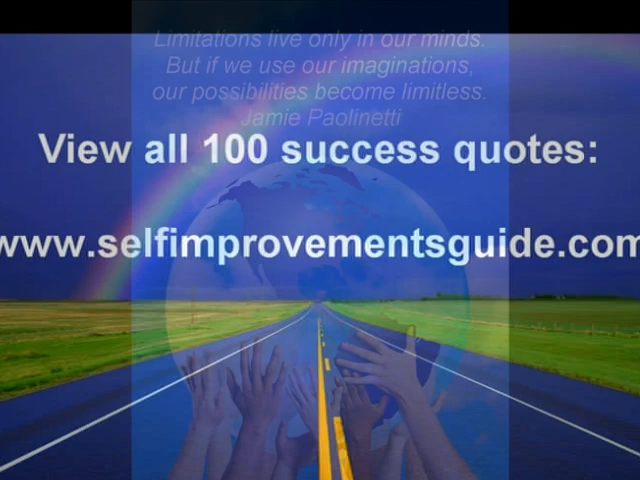 Limitations live only in our minds.
But if we use our imaginations,
our possibilities become limitless.
Jamie Paolinetti
View all 100 success quotes:
www.selfimprovementsguide.com